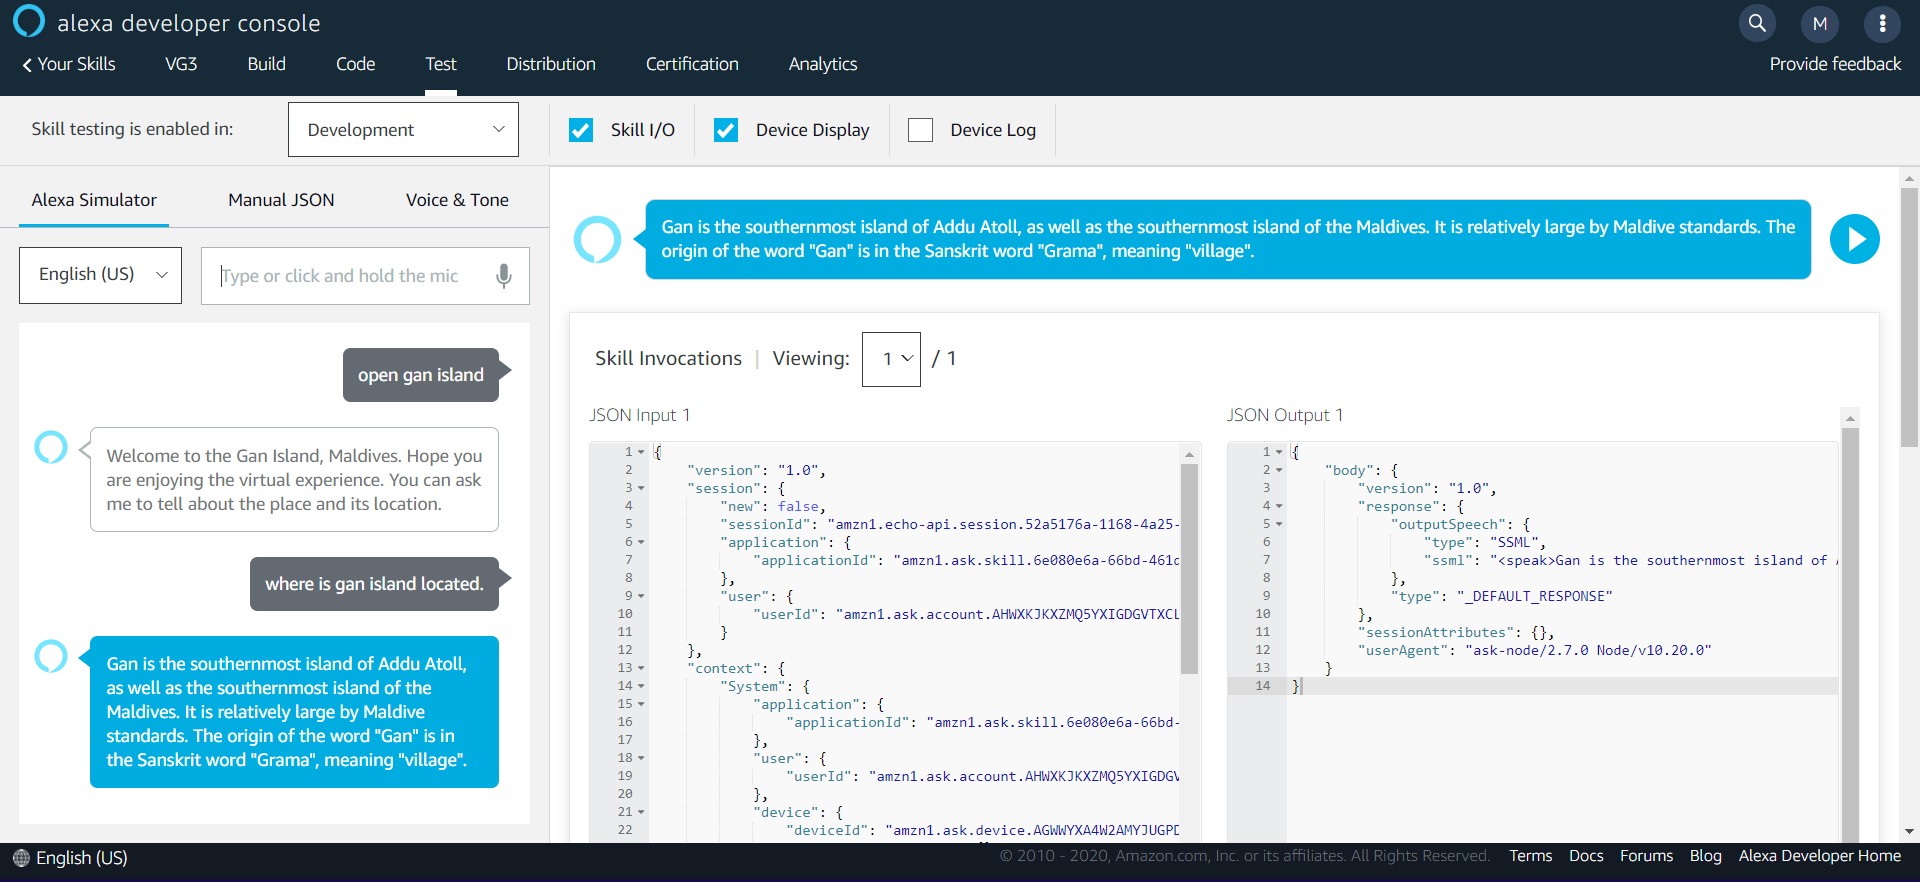 alexa developer console
M
Your Skills
VG3
Build
Code
Test
Distribution
Certification
Analytics
Provide feedback
Skill testing is enabled in:
Development
Skill I/O
Device Display
Device Log
Alexa Simulator
Manual JSON
Voice & Tone
English (US)
Type or click and hold the mic
open gan island
Welcome to the Gan Island, Maldives. Hope you
are enjoying the virtual experience. You can ask
me to tell about the place and its location.
where is gan island located.
Gan is the southernmost island of Addu Atoll,
as well as the southernmost island of the
Maldives. It is relatively large by Maldive
standards. The origin of the word "Gan" is in
the Sanskrit word "Grama", meaning "village".
Gan is the southernmost island of Addu Atoll, as well as the southernmost island of the Maldives. It is relatively large by Maldive standards. The
origin of the word "Gan" is in the Sanskrit word "Grama", meaning "village".
Skill Invocations | Viewing: 1 / 1
JSON Input 1
1 {
2 "version": "1.0",
3 "session": {
4 "new": false,
5 "sessionId": "amzn1.echo-api.session.52a5176a-1168-4a25-
6 "application": {
7 "applicationId": "amzn1.ask.skill.6e080e6a-66bd-461c
8 },
9 "user": {
10 "userId": "amzn1.ask.account.AHWXKJKXZMQ5YXIGDGVTXCL
11 }
12 },
13 "context": {
14 "System": {
15 "application": {
16 "applicationId": "amzn1.ask.skill.6e080e6a-66bd-
17 },
18 "user": {
19 "userId": "amzn1.ask.account.AHWXKJKXZMQ5YXIGDGV
20 },
21 "device": {
22 "deviceId": "amzn1.ask.device.AGWWYXA4W2AMYJUGPD
JSON Output 1
1 {
2 "body": {
3 "version": "1.0",
4 "response": {
5 "outputSpeech": {
6 "type": "SSML",
7 "ssml": "<speak>Gan is the southernmost island of
8 },
9 "type": "_DEFAULT_RESPONSE"
10 },
11 "sessionAttributes": {},
12 "userAgent": "ask-node/2.7.0 Node/v10.20.0"
13 }
14 }
English (US)
© 2010 - 2020, Amazon.com, Inc. or its affiliates. All Rights Reserved.
Terms
Docs
Forums
Blog
Alexa Developer Home